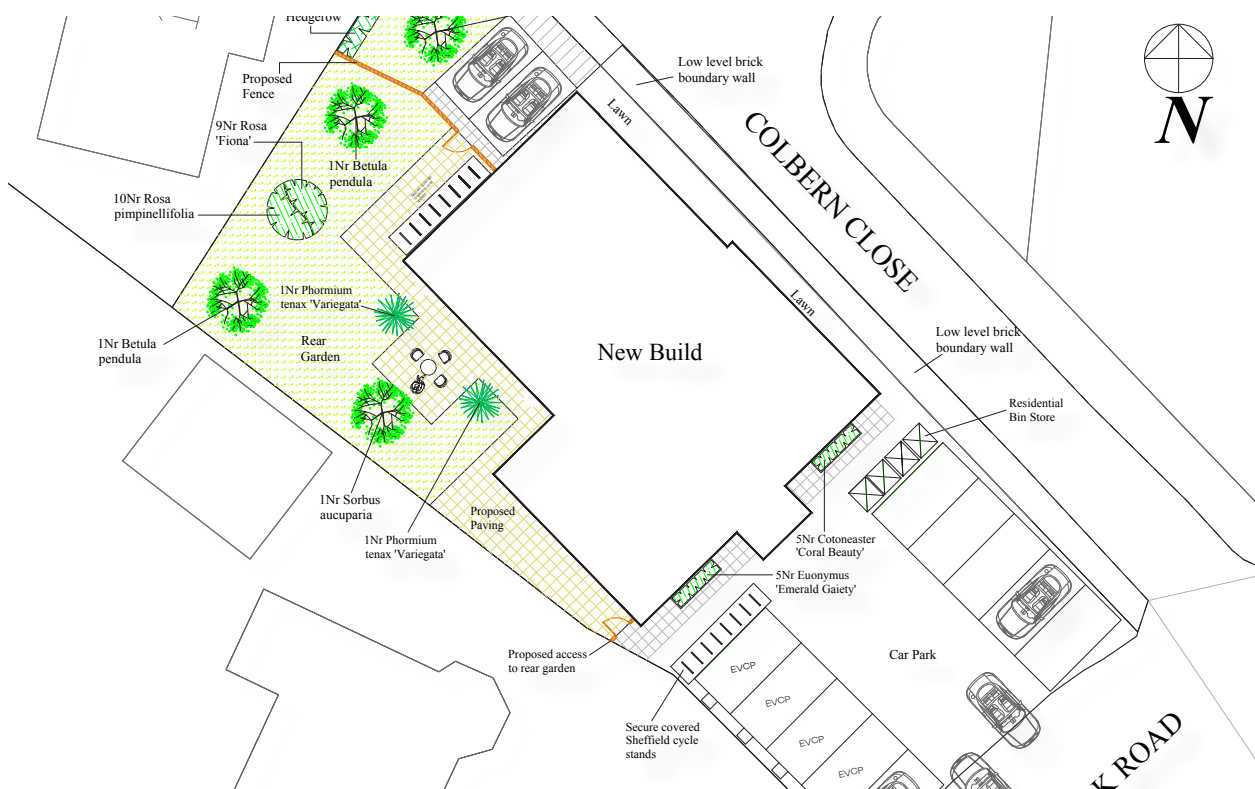 Hedgerow
Proposed
Fence
9Nr Rosa
'Fiona'
1Nr Betula
pendula
10Nr Rosa
pimpinellifolia
1Nr Phormium
tenax 'Variegata'
1Nr Betula
pendula
Rear
Garden
1Nr Sorbus
aucuparia
1Nr Phormium
tenax 'Variegata'
Proposed
Paving
New Build
Lawn
Lawn
Low level brick
boundary wall
COLBERN CLOSE
N
Low level brick
boundary wall
Residential
Bin Store
5Nr Cotoneaster
'Coral Beauty'
5Nr Euonymus
'Emerald Gaiety'
Proposed access
to rear garden
Secure covered
Sheffield cycle
stands
EVCP
EVCP
EVCP
EVCP
Car Park
K ROAD